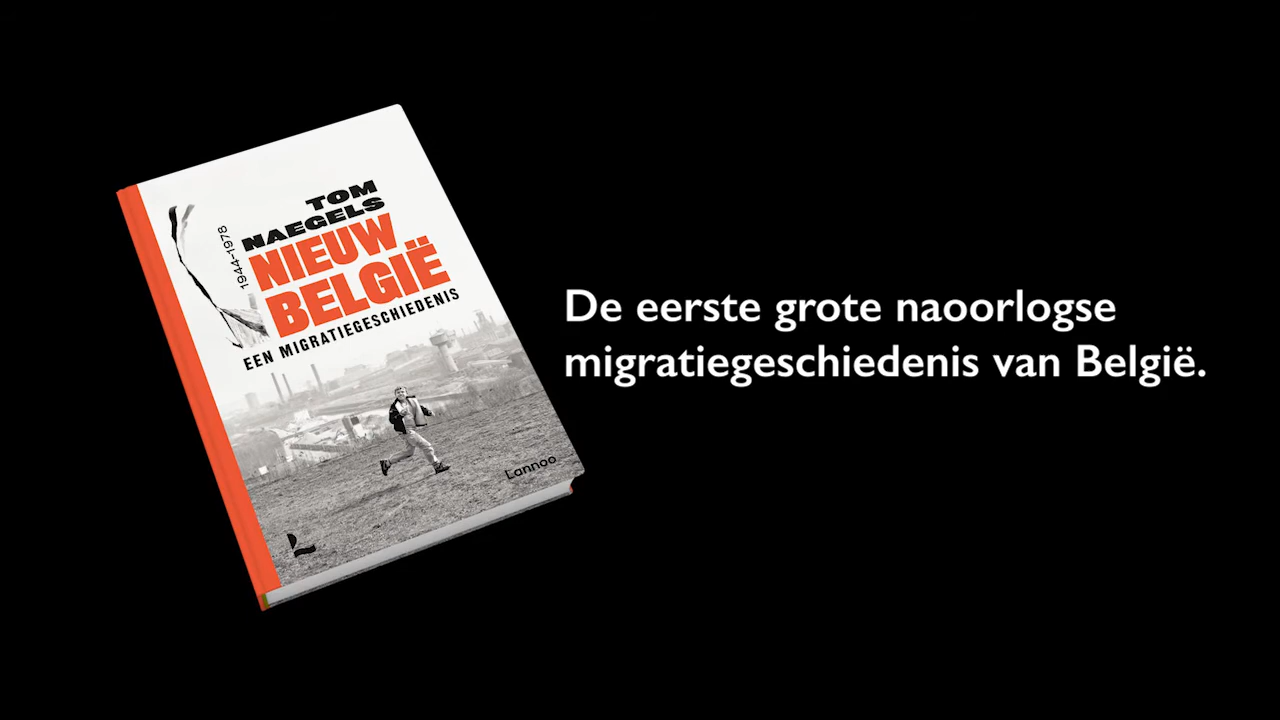 TOM
NAEGELS
1944–1978
NIEUW
BELGIË
EEN MIGRATIEGESCHIEDENIS
Lannoo
L
De eerste grote naoorlogse
migratiegeschiedenis van België.